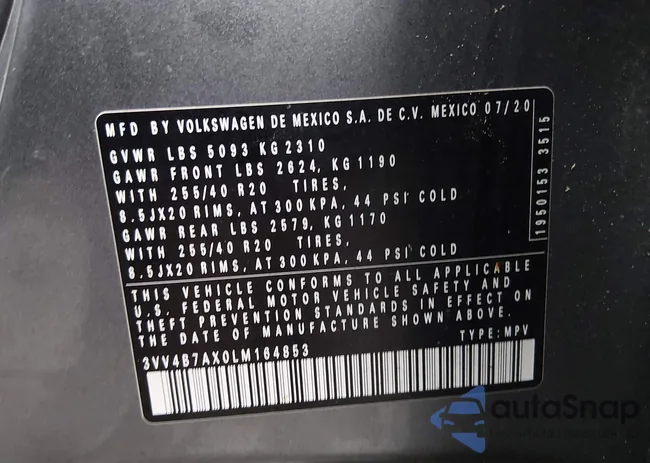 MFD BY VOLKSWAGEN DE MEXICO S.A. DE C.V. MEXICO 07/20
GVWR LBS 5093 KG 2310
GAWR FRONT LBS 2624, KG 1190
WITH 255/40 R20 TIRES,
8.5JX20 RIMS, AT 300 KPA, 44 PSI COLD
GAWR REAR LBS 2579, KG 1170
WITH 255/40 R20 TIRES,
8.5JX20 RIMS, AT 300 KPA, 44 PSI COLD
THIS VEHICLE CONFORMS TO ALL APPLICABLE
U.S. FEDERAL MOTOR VEHICLE SAFETY AND
THEFT PREVENTION STANDARDS IN EFFECT ON
THE DATE OF MANUFACTURE SHOWN ABOVE.
TYPE: MPV
3VV4B7AX0LM164853
1950153 3515
autoSnap